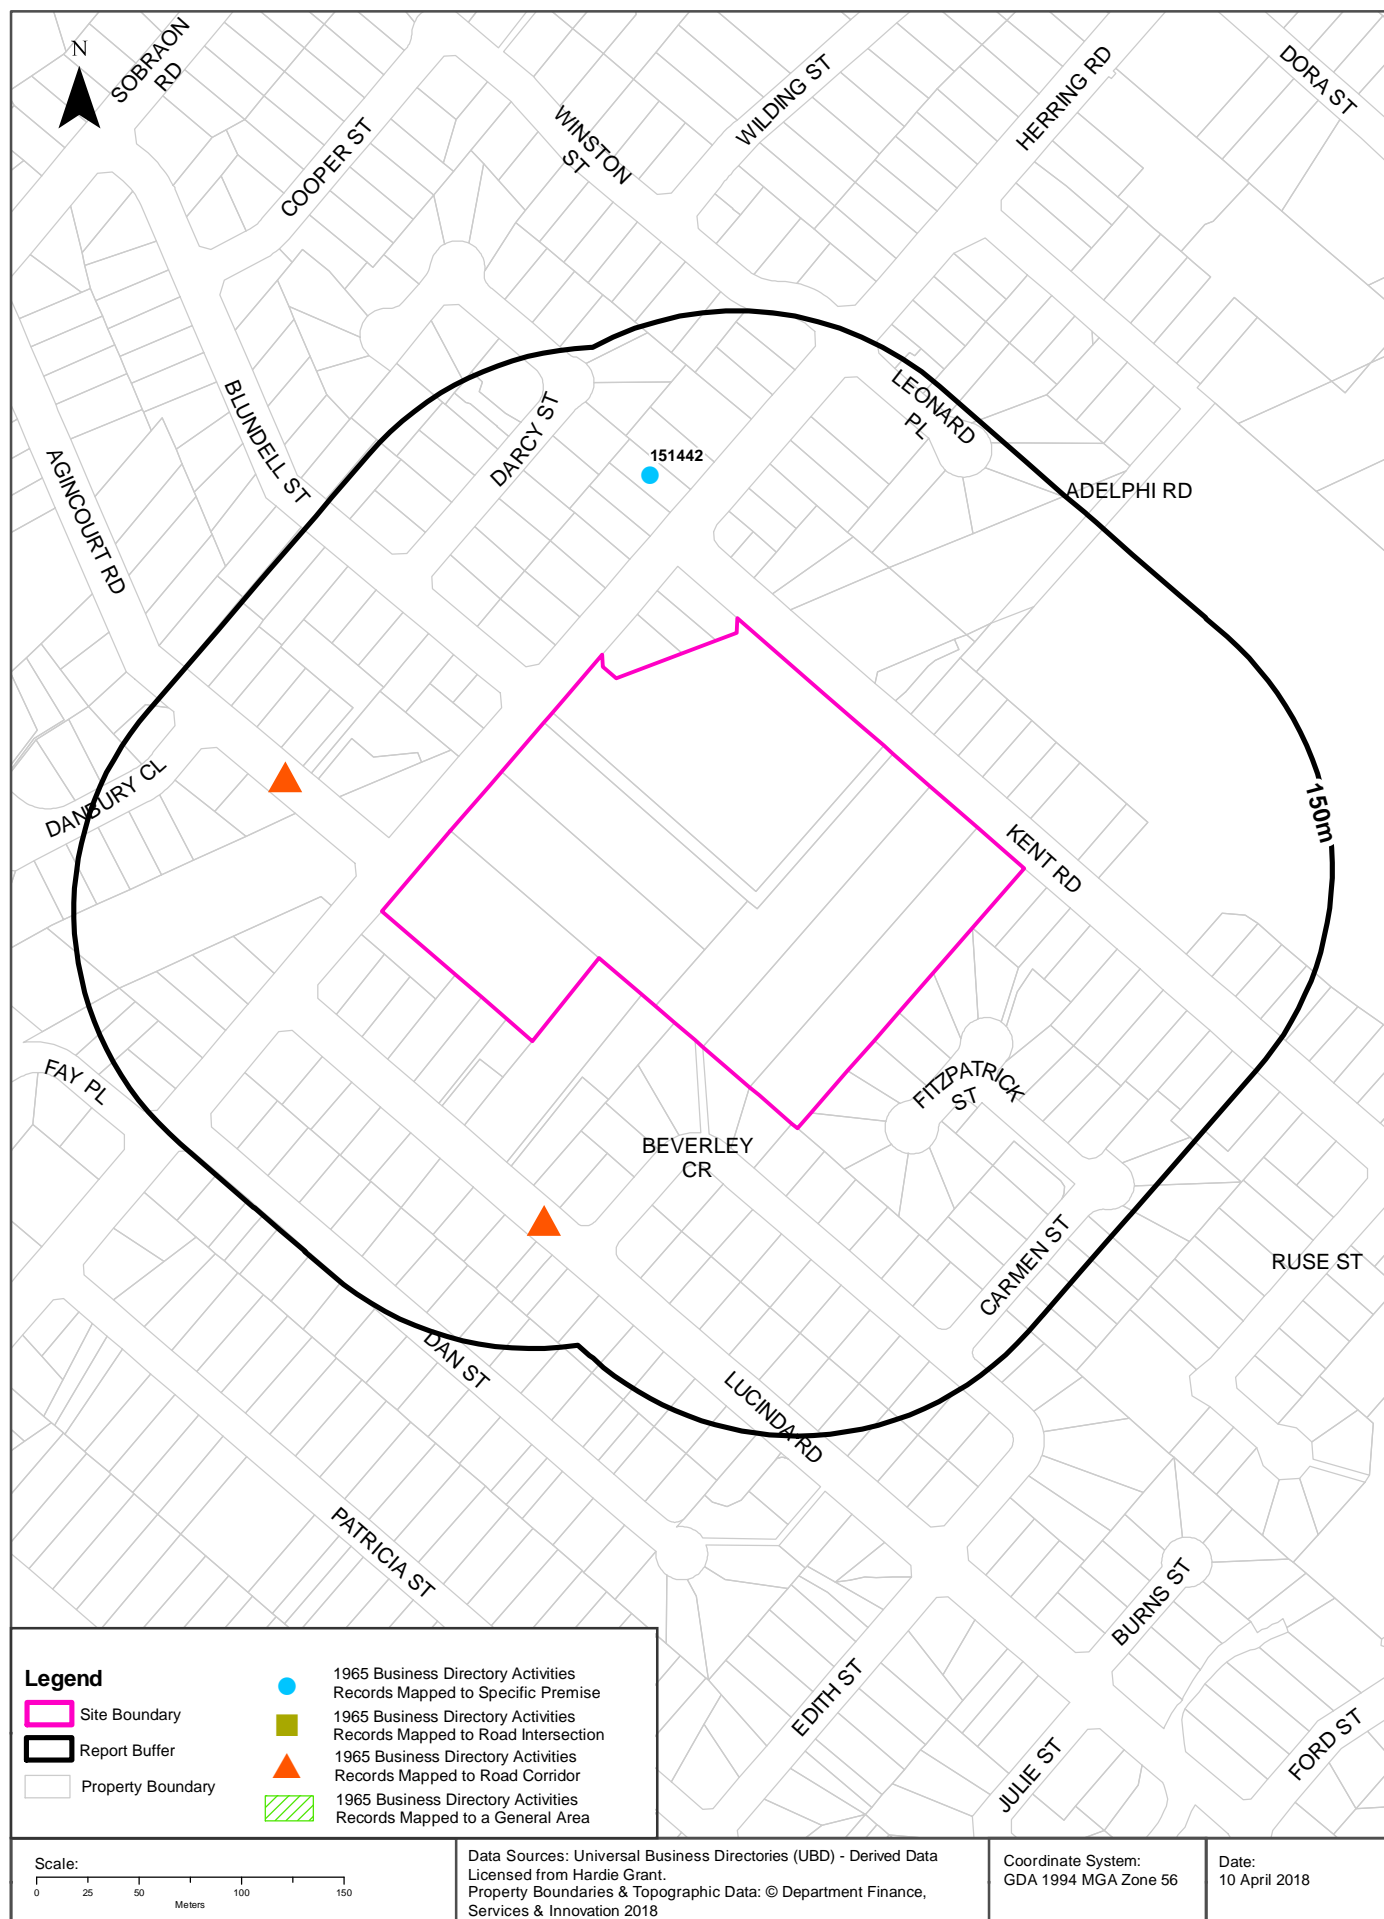 N
SOBRAON
RD
COOPER ST
WINSTON
ST
WILDING ST
HERRING RD
DORA ST
BLUNDELL ST
DARCY ST
LEONARD
PL
151442
AGINCOURT RD
ADELPHI RD
DANBURY CL
150m
KENT RD
FAY PL
FITZPATRICK
ST
BEVERLEY
CR
CARMEN ST
RUSE ST
DAN ST
LUCINDA RD
PATRICIA ST
BURNS ST
EDITH ST
JULIE ST
FORD ST
Legend
Site Boundary
Report Buffer
Property Boundary
1965 Business Directory Activities
Records Mapped to Specific Premise
1965 Business Directory Activities
Records Mapped to Road Intersection
1965 Business Directory Activities
Records Mapped to Road Corridor
1965 Business Directory Activities
Records Mapped to a General Area
Scale:
0 25 50 100 150
Meters
Data Sources: Universal Business Directories (UBD) - Derived Data
Licensed from Hardie Grant.
Property Boundaries & Topographic Data: © Department Finance,
Services & Innovation 2018
Coordinate System:
GDA 1994 MGA Zone 56
Date:
10 April 2018